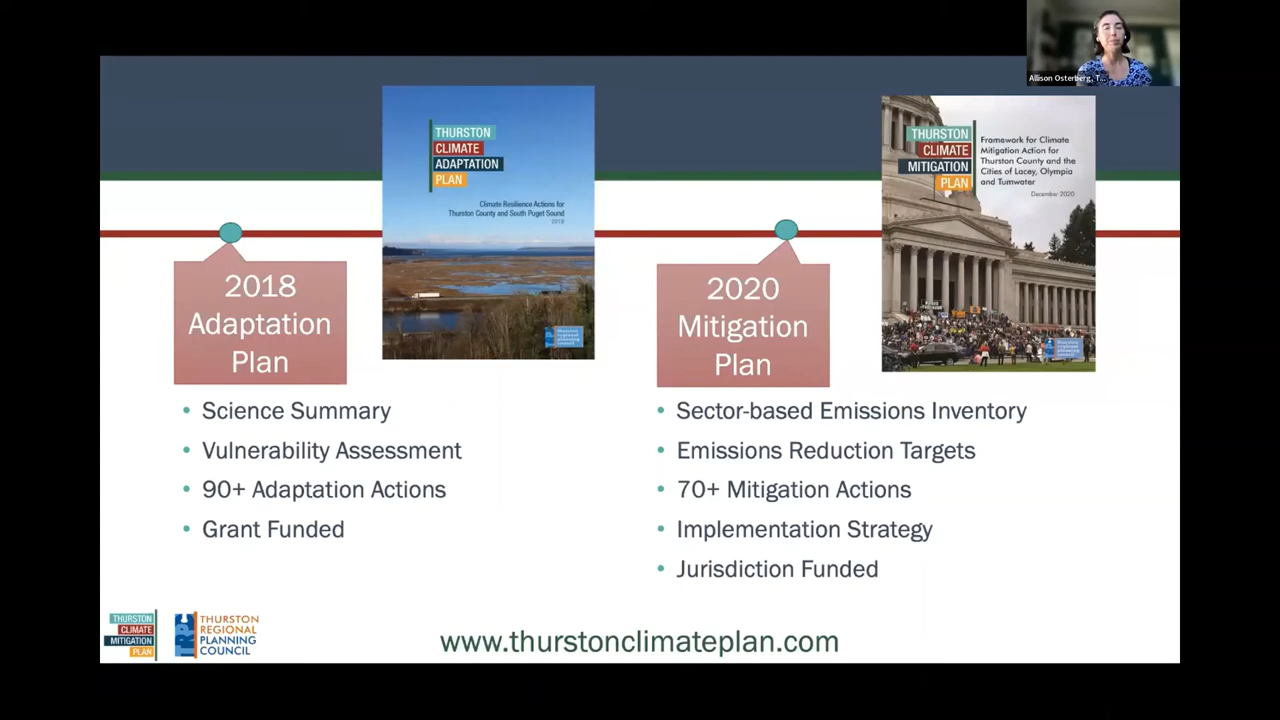 Allison Osterberg, T...
THURSTON
CLIMATE
ADAPTATION
PLAN
Climate Resilience Actions for
Thurston County and South Puget Sound
2018
THURSTON
CLIMATE
MITIGATION
PLAN
Framework for Climate
Mitigation Action for
Thurston County and the
Cities of Lacey, Olympia
and Tumwater
December 2020
2018
Adaptation
Plan
• Science Summary
• Vulnerability Assessment
• 90+ Adaptation Actions
• Grant Funded
2020
Mitigation
Plan
• Sector-based Emissions Inventory
• Emissions Reduction Targets
• 70+ Mitigation Actions
• Implementation Strategy
• Jurisdiction Funded
THURSTON
CLIMATE
MITIGATION
PLAN
TRPC
THURSTON
REGIONAL
PLANNING
COUNCIL
www.thurstonclimateplan.com